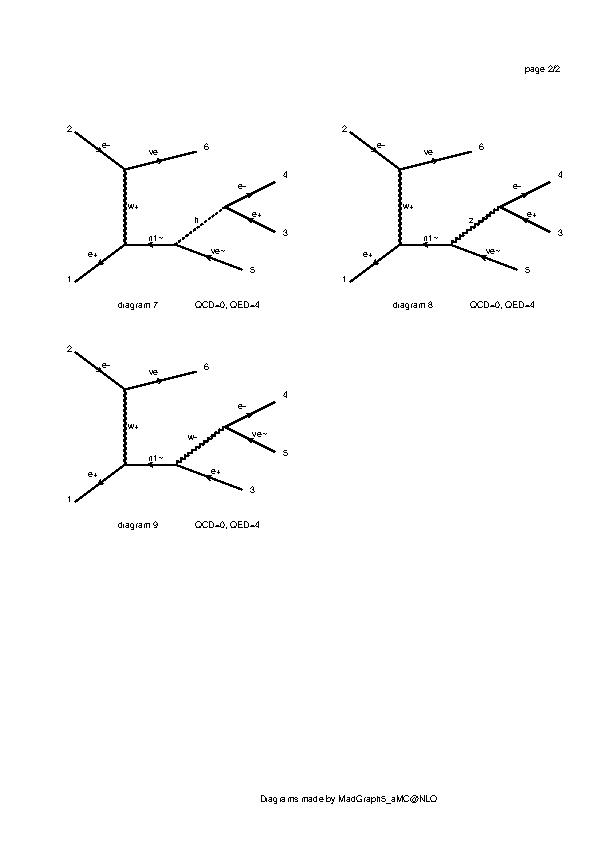 page 2/2
2 e- ve 6 2 e- ve 6
e- 4 e- 4
w+ h e+ w+ z e+
3 3
e+ n1~ ve~ e+ n1~ ve~
1 5 1 5
diagram 7 QCD=0, QED=4 diagram 8 QCD=0, QED=4
2 e- ve 6
e- 4
w+ w- ve~
5
e+ n1~ e+
1 3
diagram 9 QCD=0, QED=4
Diagrams made by MadGraph5_aMC@NLO